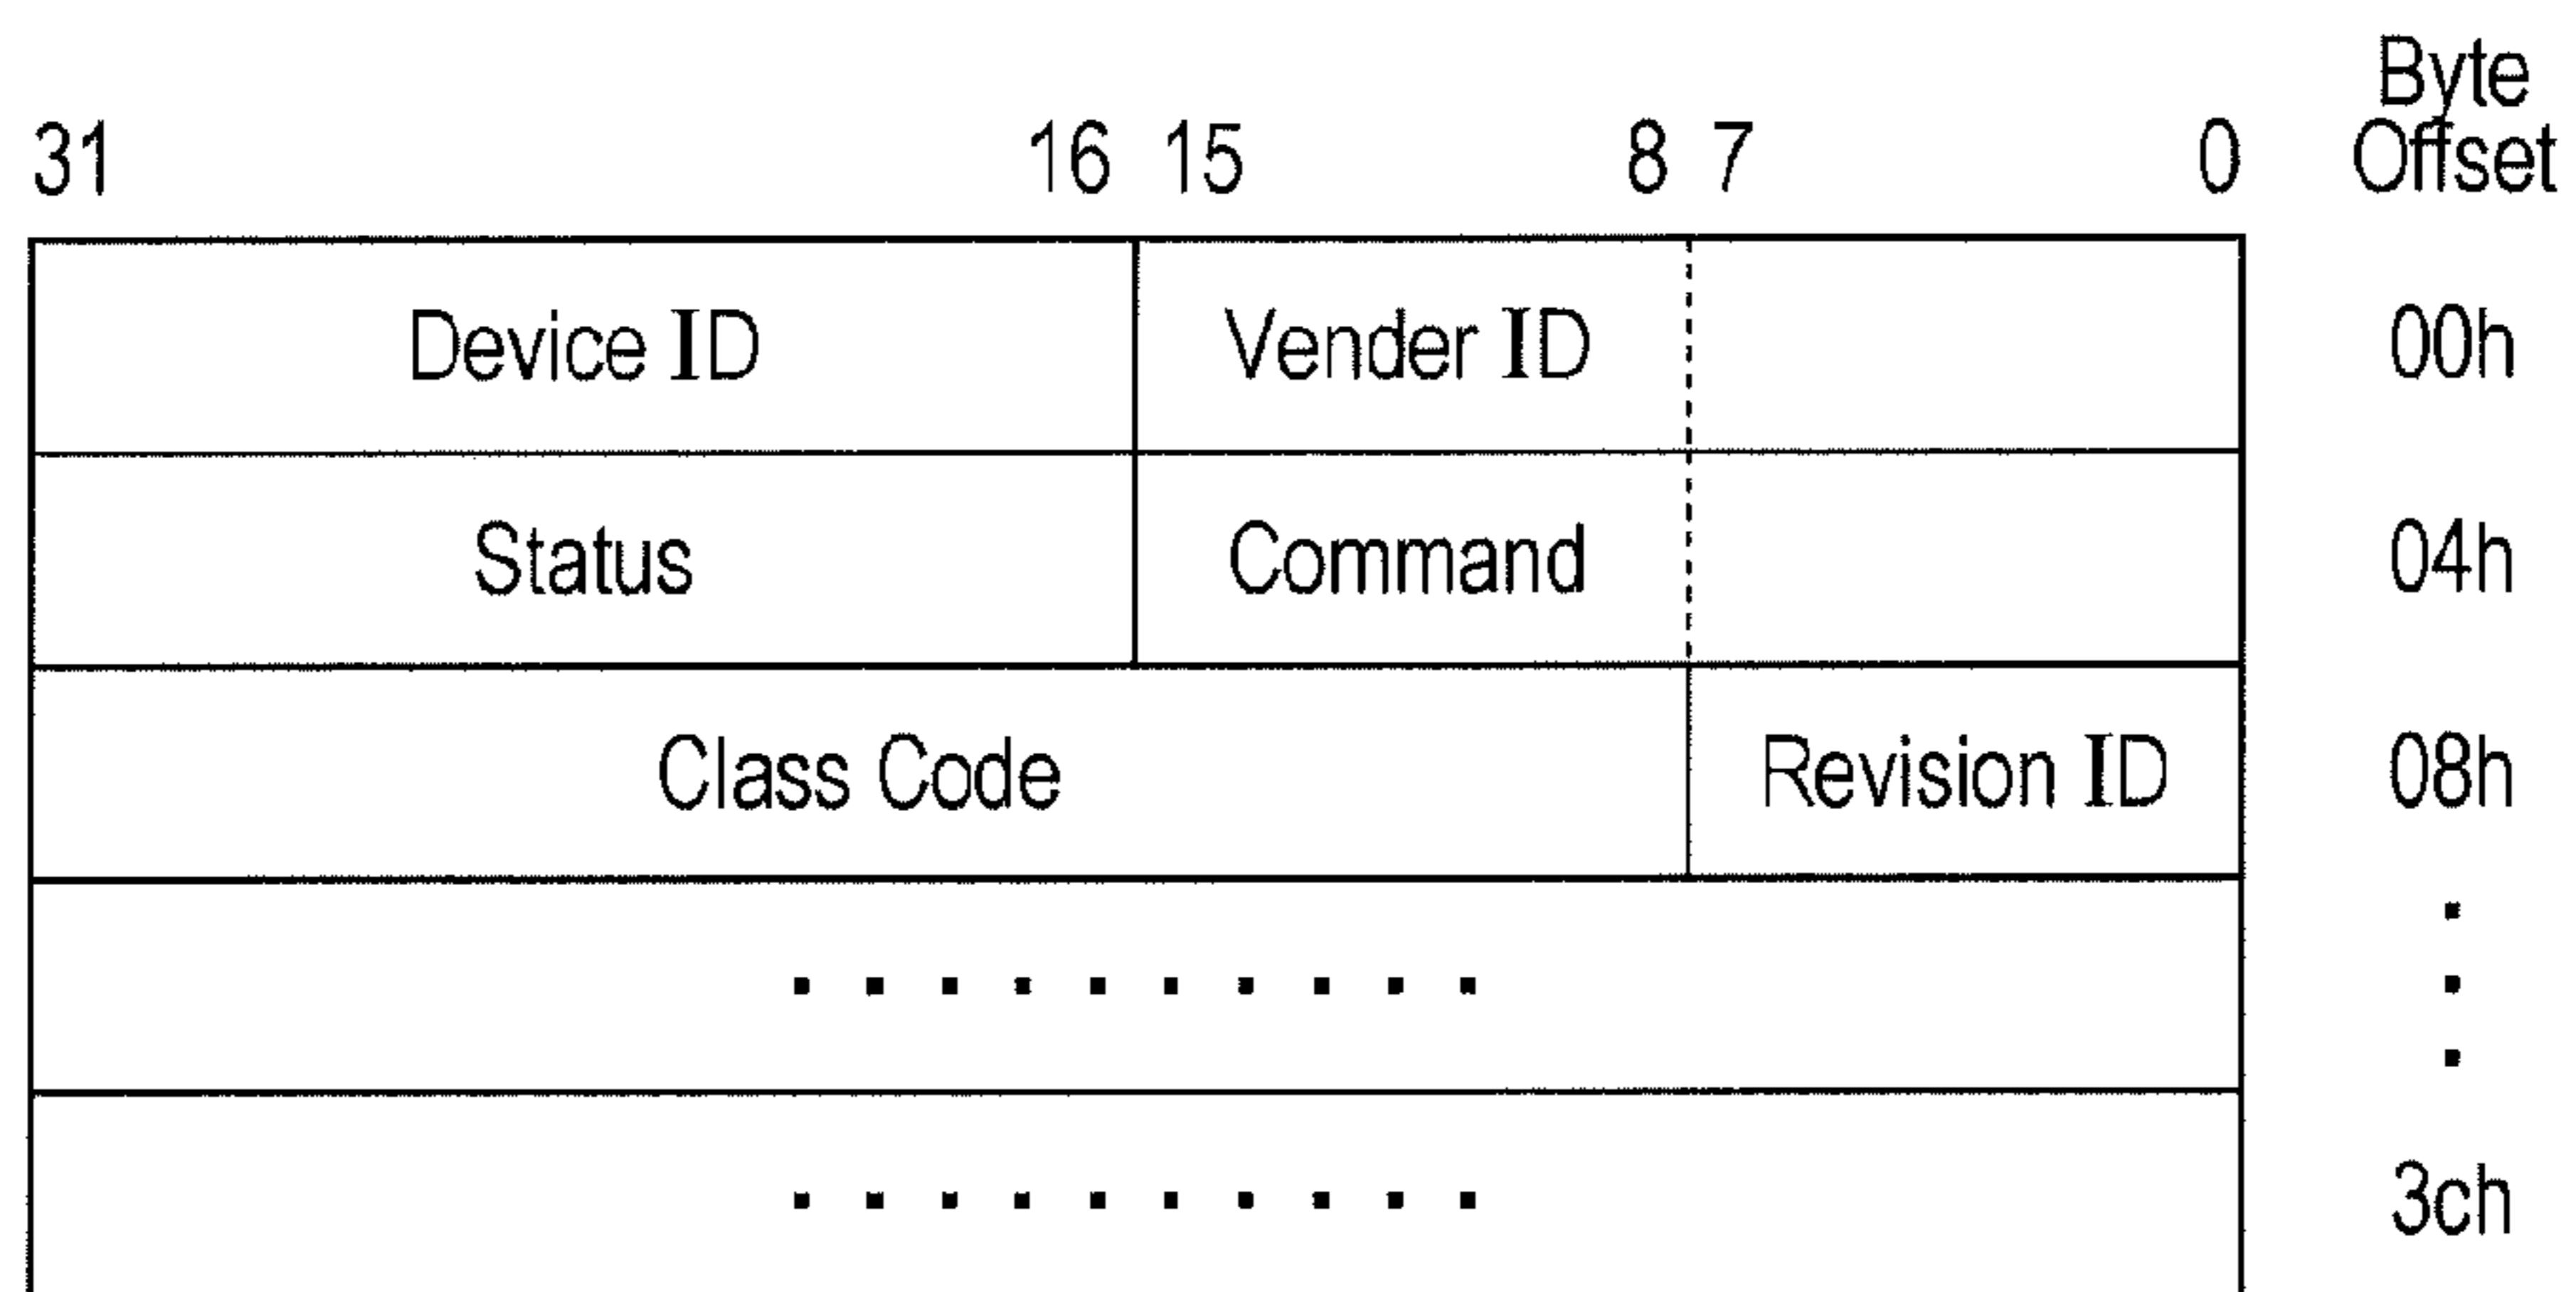 31 16 15 8 7 0 Byte Offset
Device ID Vender ID 00h
Status Command 04h
Class Code Revision ID 08h
3ch